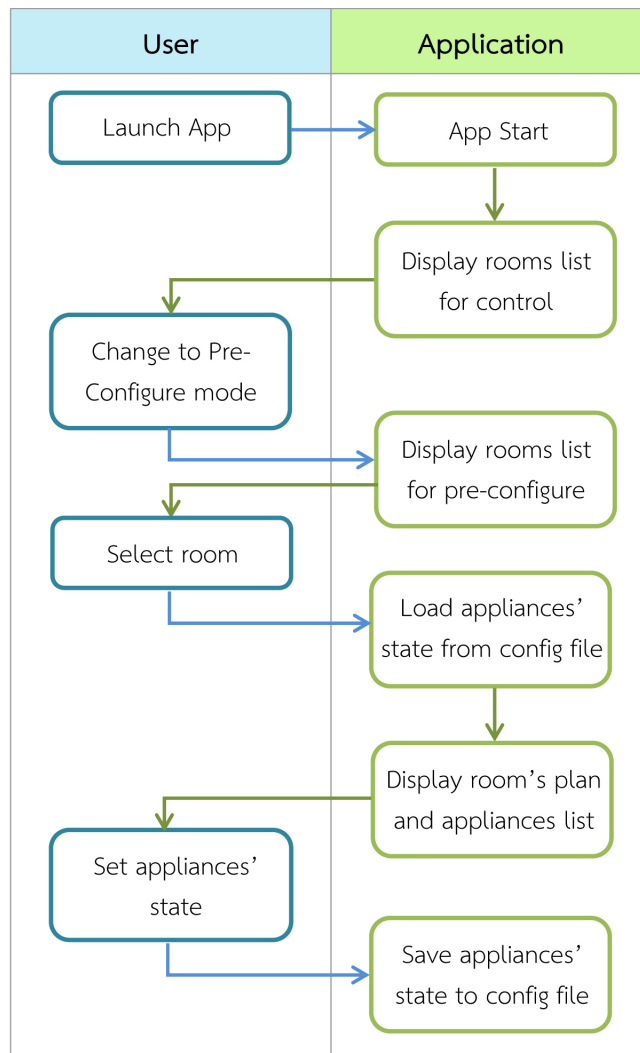 User
Application
Launch App
App Start
Display rooms list
for control
Change to Pre-
Configure mode
Display rooms list
for pre-configure
Select room
Load appliances’
state from config file
Display room’s plan
and appliances list
Set appliances’
state
Save appliances’
state to config file